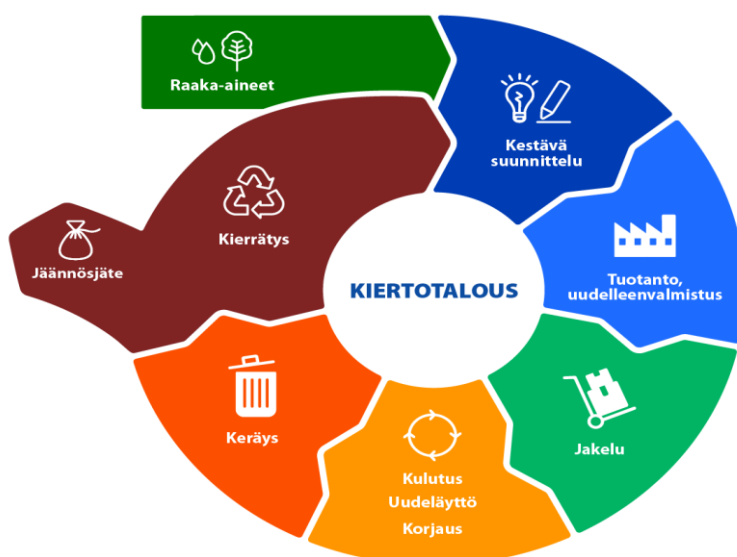 Raaka-aineet
Kestävä
suunnittelu
Tuotanto,
uudelleenvalmistus
Jakelu
Kulutus
Uudeläyttö
Korjaus
Keräys
Kierrätys
Jäännösjäte
KIERTOTALOUS